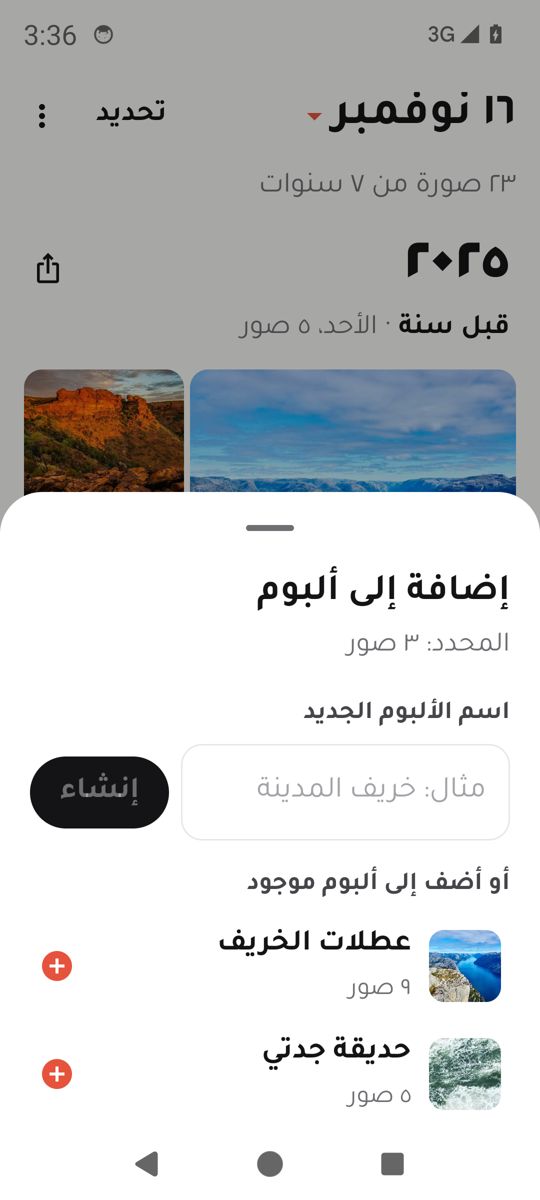 3:36
3G
١٦ نوفمبر
تحديد
٢٣ صورة من ٧ سنوات
٢٠٢٥
قبل سنة · الأحد، ٥ صور
إضافة إلى ألبوم
المحدد: ٣ صور
اسم الألبوم الجديد
مثال: خريف المدينة
إنشاء
أو أضف إلى ألبوم موجود
عطلات الخريف
٩ صور
حديقة جدتي
٥ صور